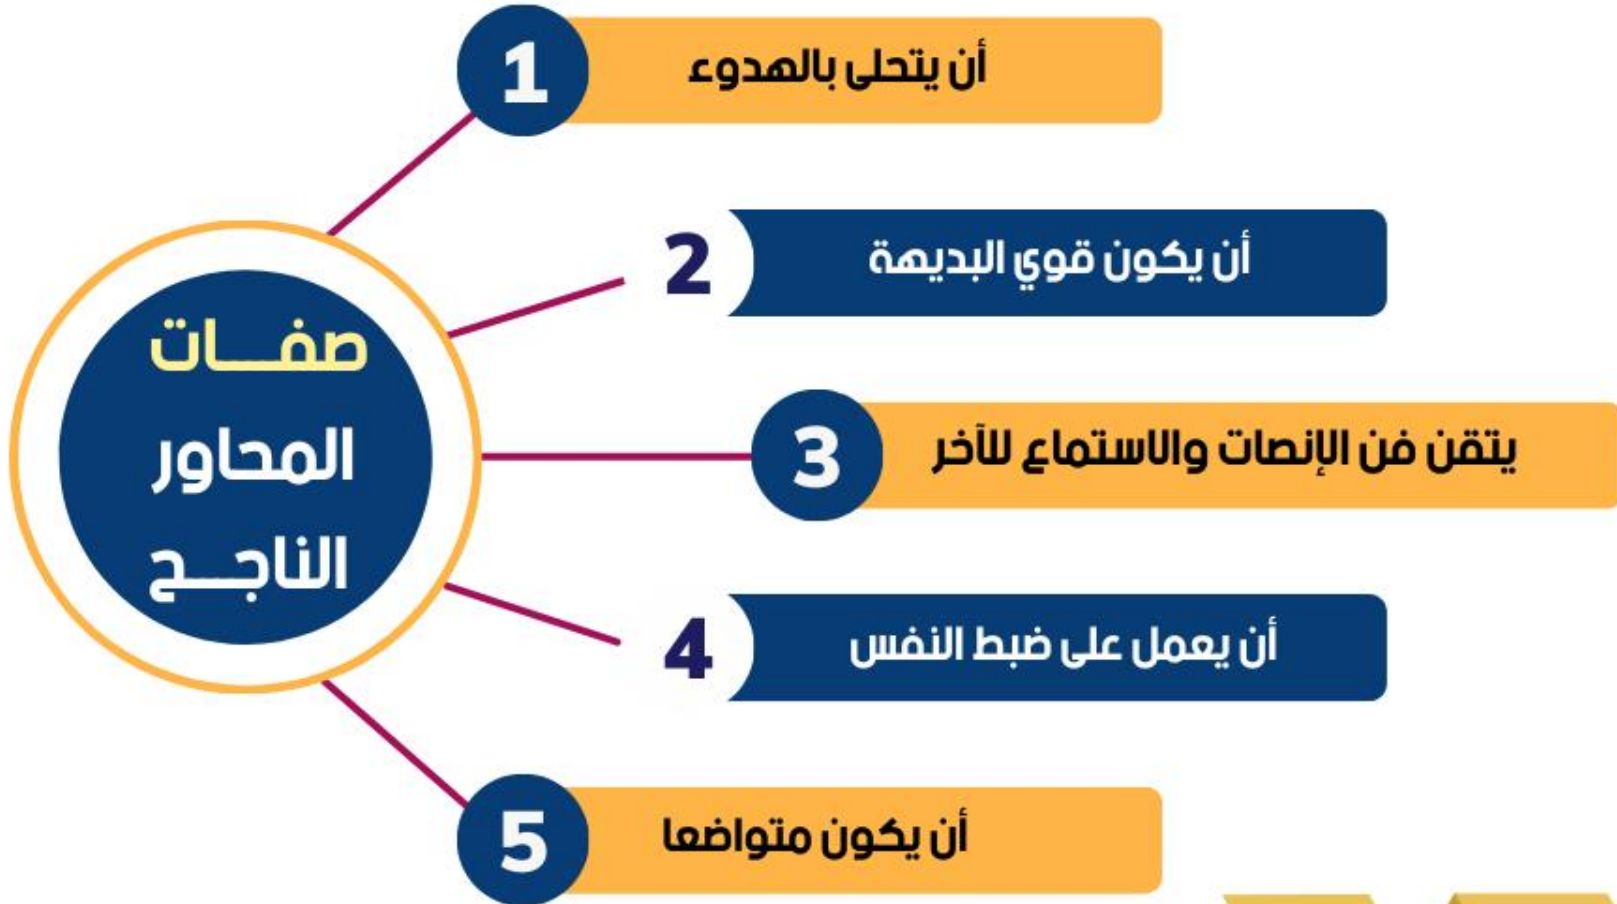 صفات
المحاور
الناجح
1
أن يتحلى بالهدوء
2
أن يكون قوي البديهة
3
يتقن فن الإنصات والاستماع للآخر
4
أن يعمل على ضبط النفس
5
أن يكون متواضعا